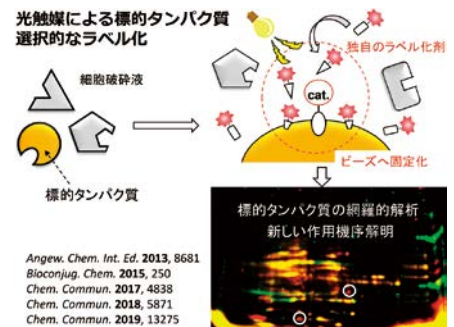 光触媒による標的タンパク質
選択的なラベル化
細胞破砕液
標的タンパク質
独自のラベル化剤
cat.
ビーズへ固定化
標的タンパク質の網羅的解析
新しい作用機序解明
Angew. Chem. Int. Ed. 2013, 8681
Bioconjug. Chem. 2015, 250
Chem. Commun. 2017, 4838
Chem. Commun. 2018, 5871
Chem. Commun. 2019, 13275